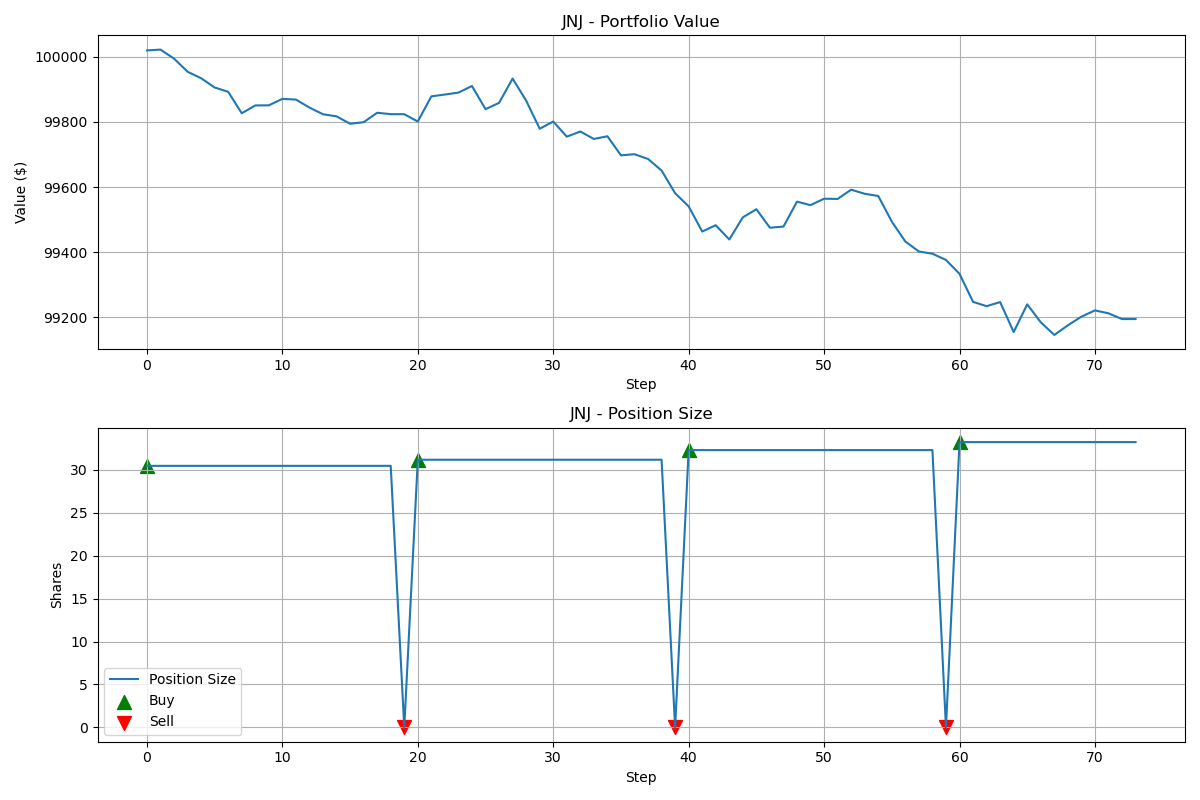 JNJ - Portfolio Value
100000
99800
99600
99400
99200
Value ($)
0 10 20 30 40 50 60 70
Step
JNJ - Position Size
30
25
20
15
10
5
0
Shares
Position Size
Buy
Sell
0 10 20 30 40 50 60 70
Step